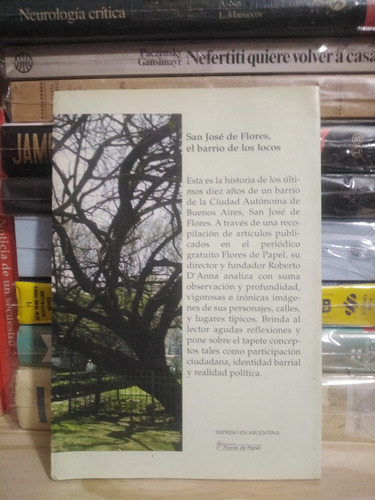 Neurología crítica
Paczensky
Gansimayr
Nefertiti quiere volver a casa
JAM
San José de Flores,
el barrio de los locos
Esta es la historia de los últi-
mos diez años de un barrio
de la Ciudad Autónoma de
Buenos Aires, San José de
Flores. A través de una reco-
pilación de artículos publi-
cados en el periódico
gratuito Flores de Papel, su
director y fundador Roberto
D'Anna analiza con suma
observación y profundidad,
vigorosas e irónicas imáge-
nes de sus personajes, calles,
y lugares típicos. Brinda al
lector agudas reflexiones y
pone sobre el tapete concep-
tos tales como participación
ciudadana, identidad barrial
y realidad política.
IMPRESO EN ARGENTINA
Flores de Papel